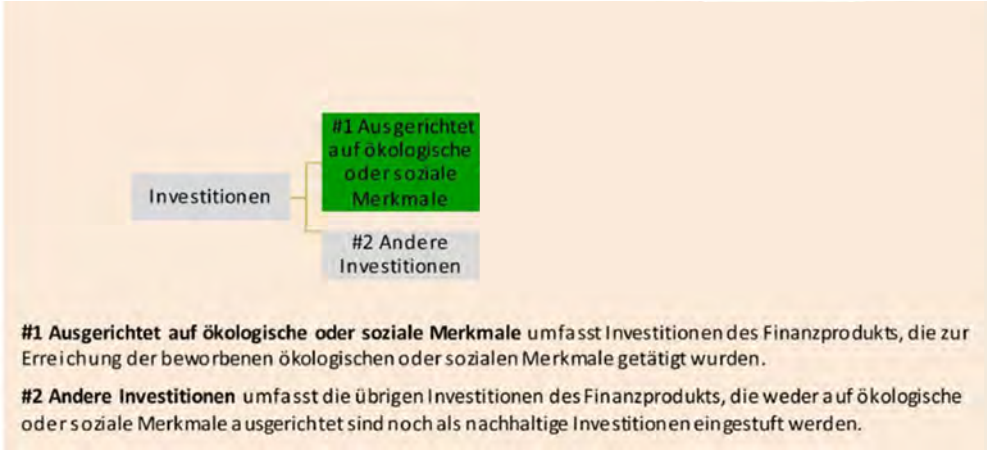 #1 Ausgerichtet
auf ökologische
oder soziale
Merkmale
Investitionen
#2 Andere
Investitionen
#1 Ausgerichtet auf ökologische oder soziale Merkmale umfasst Investitionen des Finanzprodukts, die zur
Erreichung der beworbenen ökologischen oder sozialen Merkmale getätigt wurden.
#2 Andere Investitionen umfasst die übrigen Investitionen des Finanzprodukts, die weder auf ökologische
oder soziale Merkmale ausgerichtet sind noch als nachhaltige Investitionen eingestuft werden.